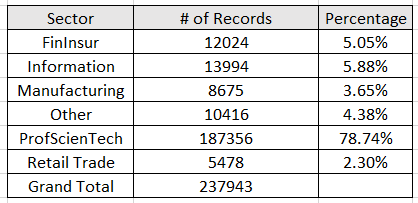 Sector # of Records Percentage
FinInsur 12024 5.05%
Information 13994 5.88%
Manufacturing 8675 3.65%
Other 10416 4.38%
ProfScienTech 187356 78.74%
Retail Trade 5478 2.30%
Grand Total 237943